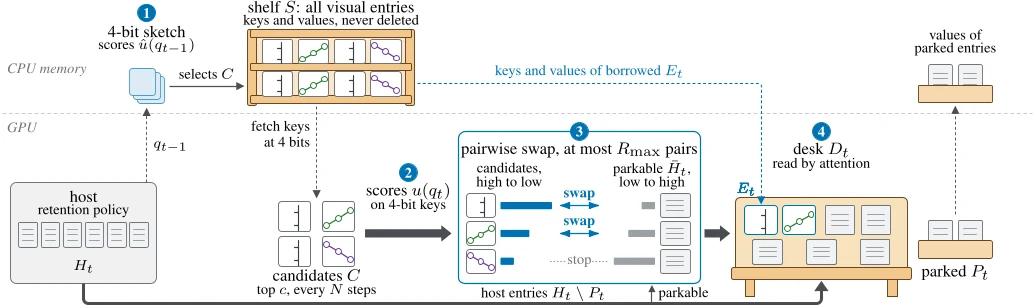 1
4-bit sketch
scores û(q_{t−1})
CPU memory
selects C
shelf S: all visual entries
keys and values, never deleted
keys and values of borrowed E_t
values of
parked entries
GPU
q_{t−1}
fetch keys
at 4 bits
host
retention policy
H_t
candidates C
top c, every N steps
2
scores u(q_t)
on 4-bit keys
3
pairwise swap, at most R_max pairs
candidates,
high to low
parkable H̄_t,
low to high
swap
swap
stop
host entries H_t \ P_t
parkable
4
desk D_t
read by attention
E_t
parked P_t